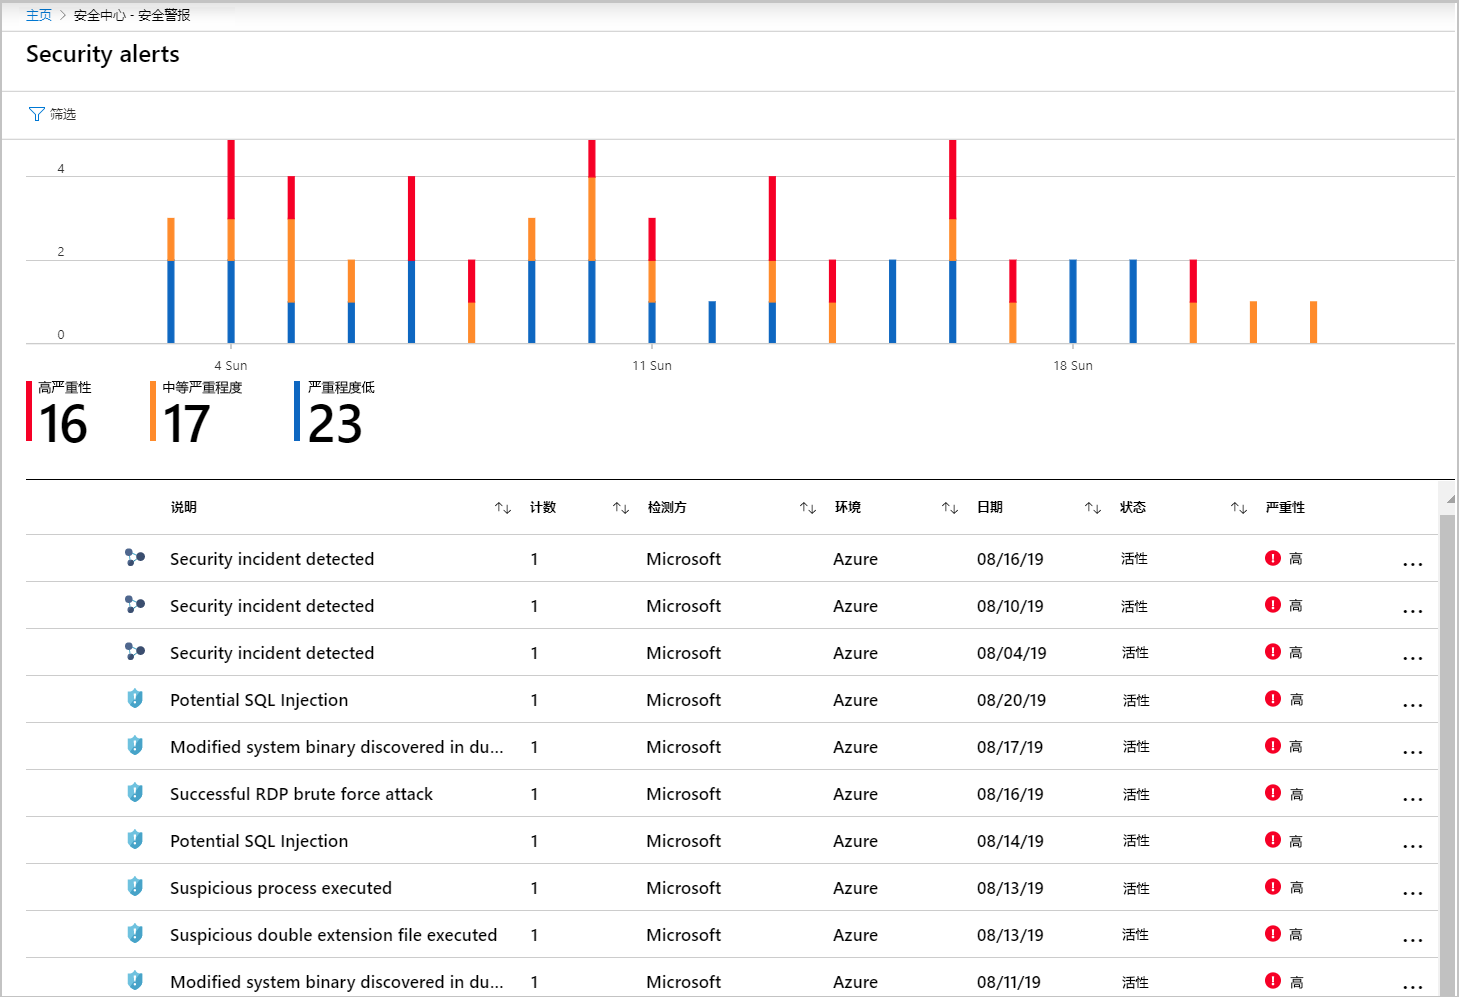 主页 > 安全中心 - 安全警报
Security alerts
筛选
4
2
0
4 Sun 11 Sun 18 Sun
高严重性 中等严重程度 严重程度低
16 17 23
说明 计数 检测方 环境 日期 状态 严重性
Security incident detected 1 Microsoft Azure 08/16/19 活性 高 ...
Security incident detected 1 Microsoft Azure 08/10/19 活性 高 ...
Security incident detected 1 Microsoft Azure 08/04/19 活性 高 ...
Potential SQL Injection 1 Microsoft Azure 08/20/19 活性 高 ...
Modified system binary discovered in du... 1 Microsoft Azure 08/17/19 活性 高 ...
Successful RDP brute force attack 1 Microsoft Azure 08/16/19 活性 高 ...
Potential SQL Injection 1 Microsoft Azure 08/14/19 活性 高 ...
Suspicious process executed 1 Microsoft Azure 08/13/19 活性 高 ...
Suspicious double extension file executed 1 Microsoft Azure 08/13/19 活性 高 ...
Modified system binary discovered in du... 1 Microsoft Azure 08/11/19 活性 高 ...